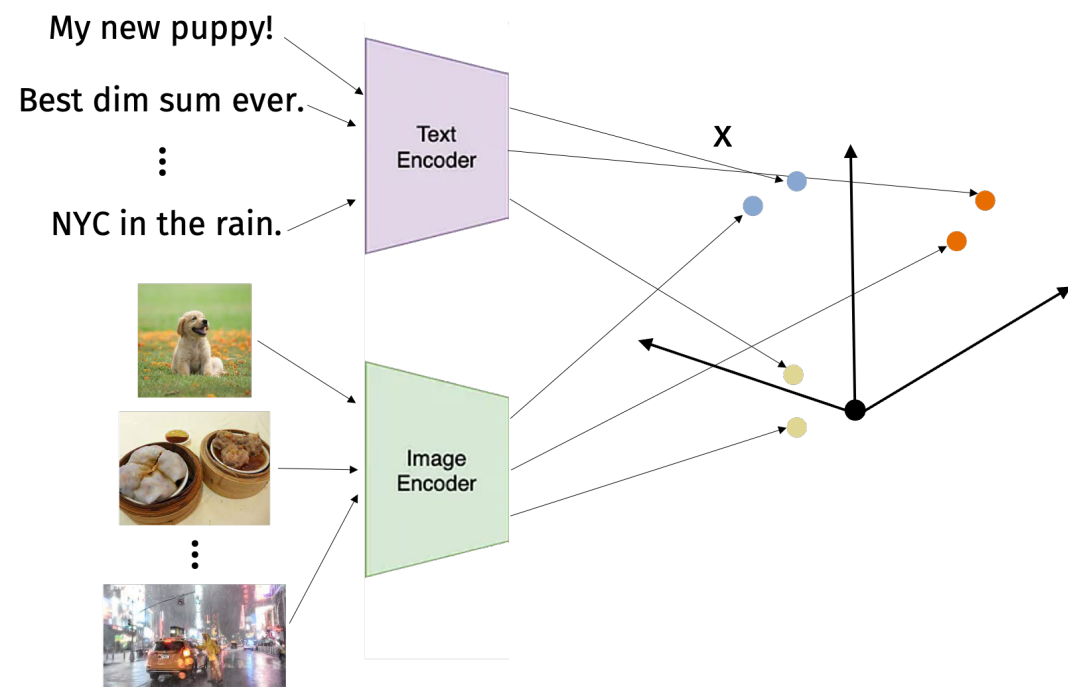 My new puppy!
Best dim sum ever.
NYC in the rain.
Text
Encoder
X
Image
Encoder